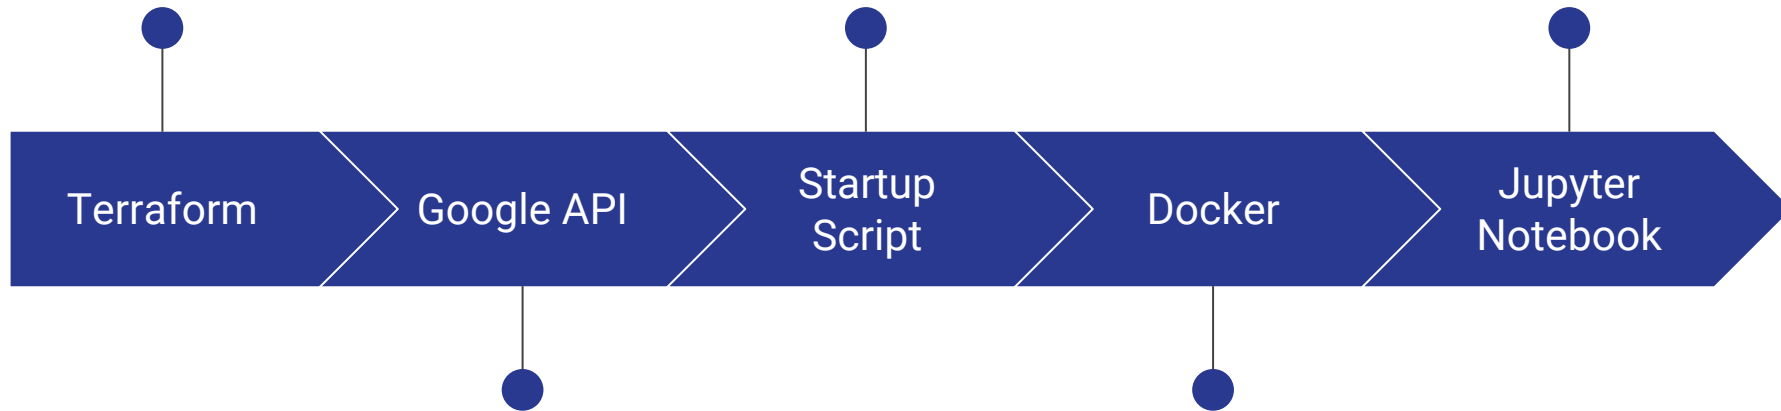 Terraform
Google API
Startup
Script
Docker
Jupyter
Notebook